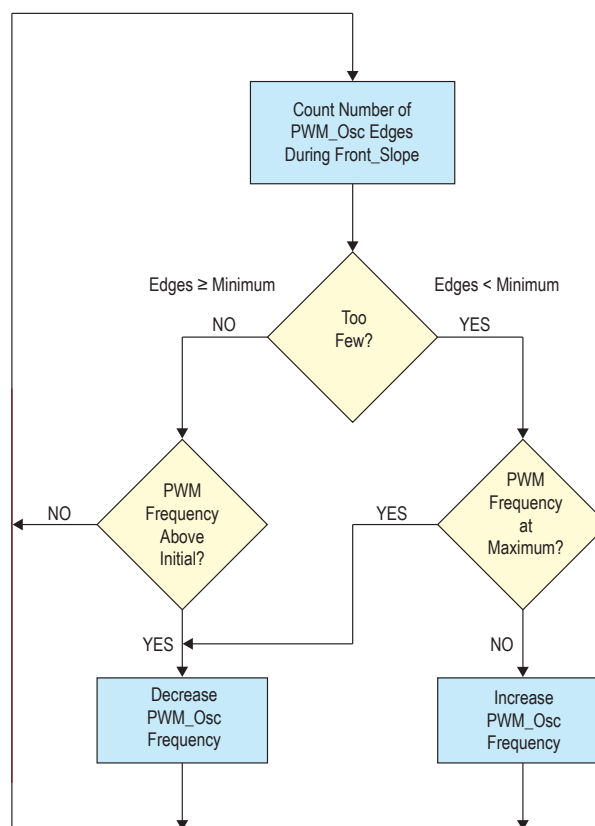 Count Number of
PWM_Osc Edges
During Front_Slope
Edges ≥ Minimum
Edges < Minimum
Too
Few?
NO
YES
PWM
Frequency
Above
Initial?
NO
PWM
Frequency
at
Maximum?
YES
YES
NO
Decrease
PWM_Osc
Frequency
Increase
PWM_Osc
Frequency